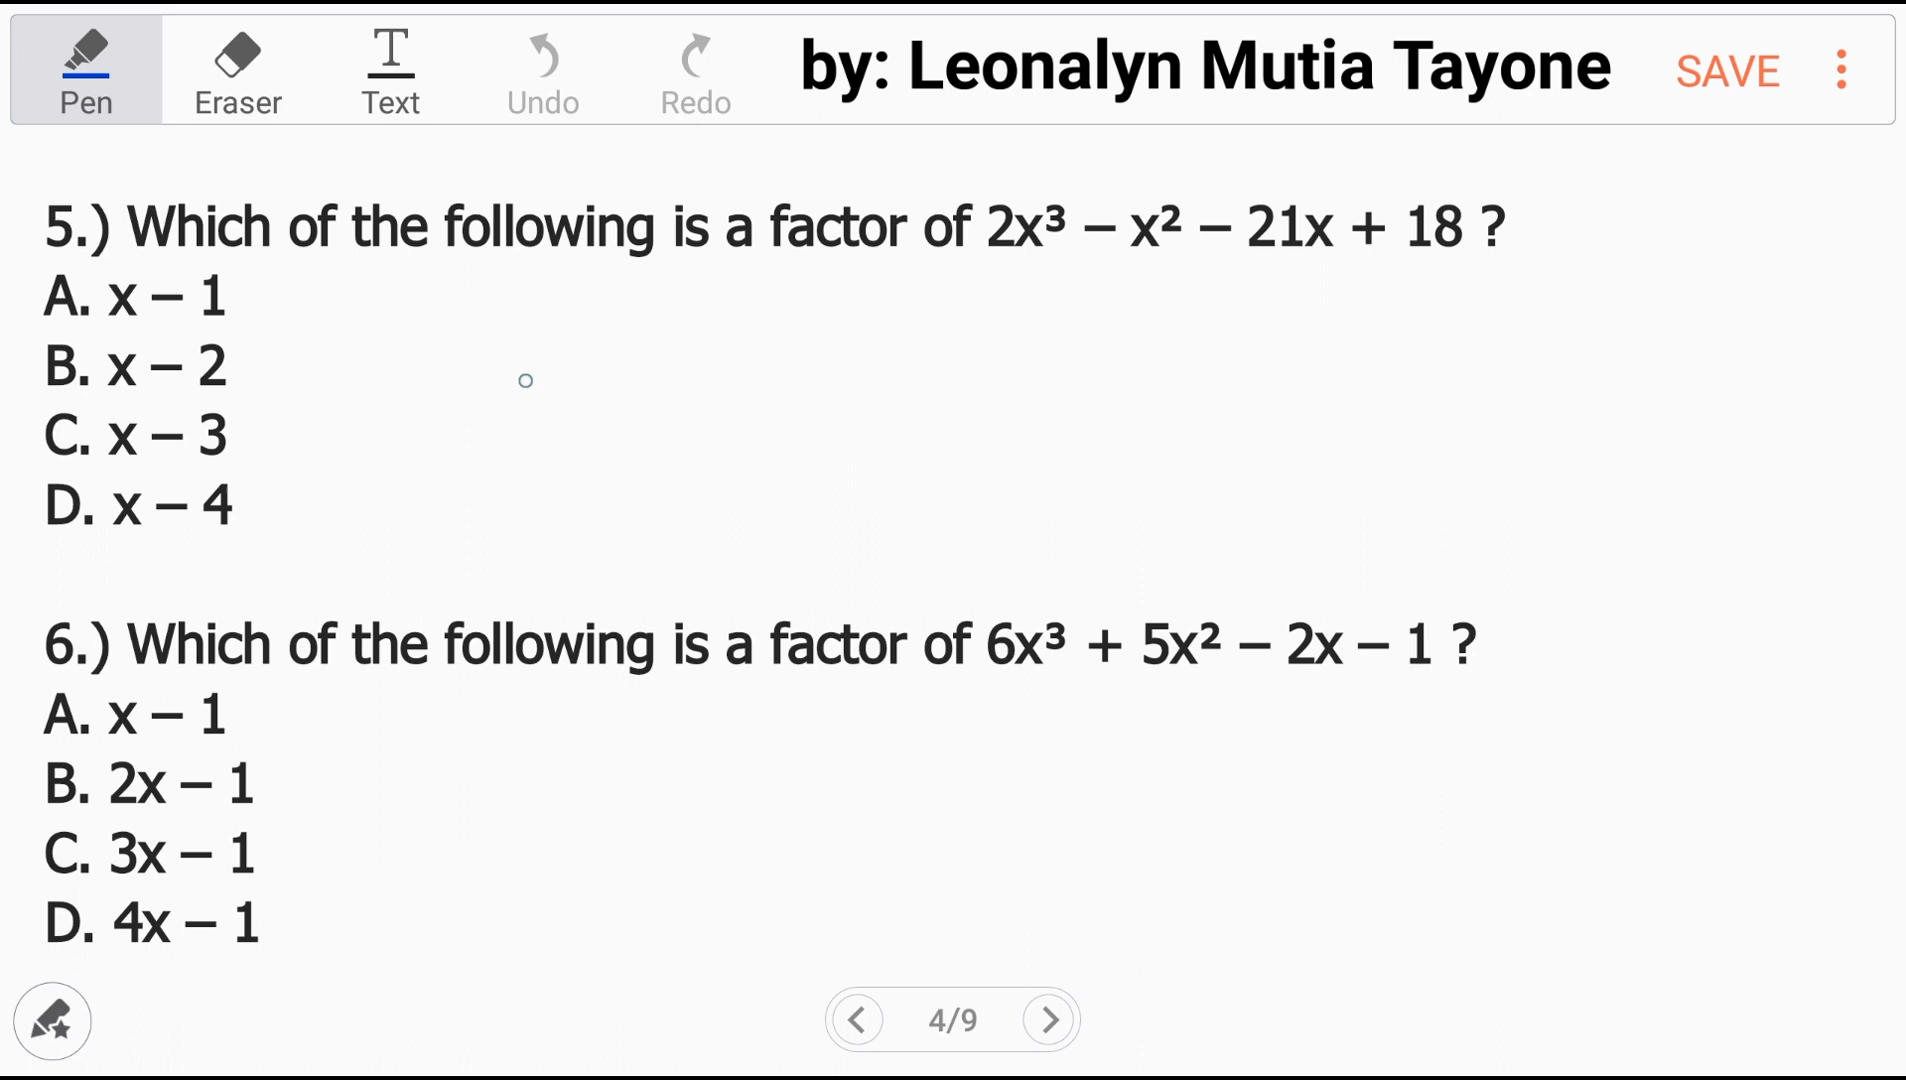 Pen Eraser Text Undo Redo by: Leonalyn Mutia Tayone SAVE
5.) Which of the following is a factor of 2x³ – x² – 21x + 18 ?
A. x – 1
B. x – 2
C. x – 3
D. x – 4
6.) Which of the following is a factor of 6x³ + 5x² – 2x – 1 ?
A. x – 1
B. 2x – 1
C. 3x – 1
D. 4x – 1
4/9